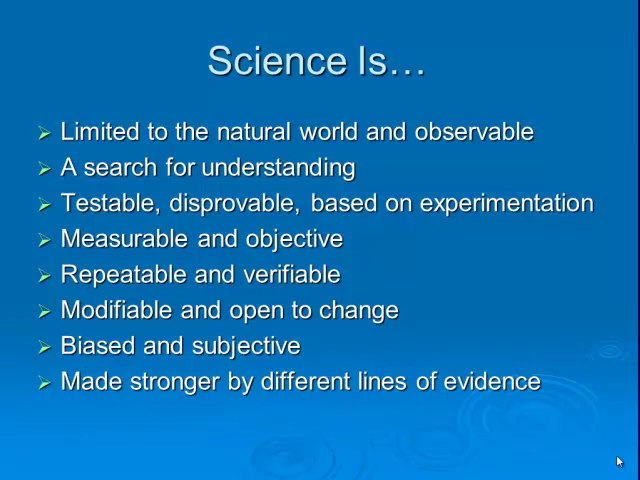 Science Is…
Limited to the natural world and observable
A search for understanding
Testable, disprovable, based on experimentation
Measurable and objective
Repeatable and verifiable
Modifiable and open to change
Biased and subjective
Made stronger by different lines of evidence